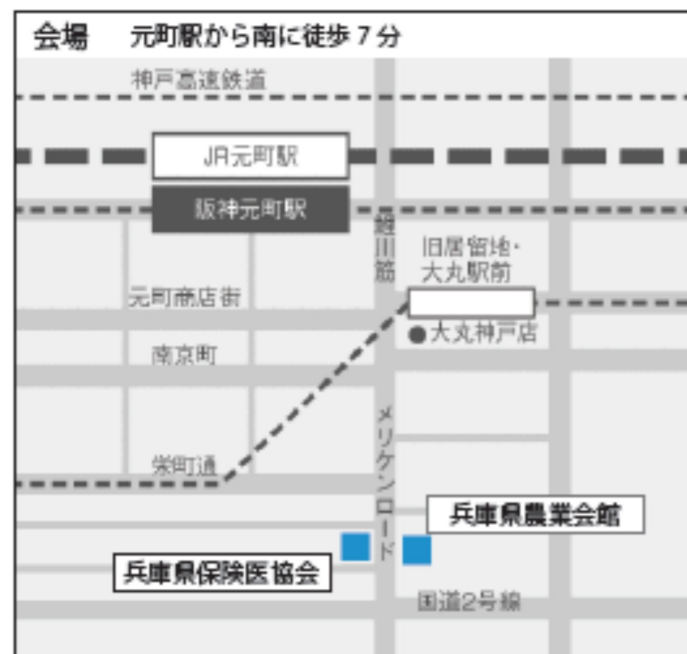 会場　元町駅から南に徒歩7分
神戸高速鉄道
JR元町駅
阪神元町駅
鯉川筋
旧居留地・
大丸駅前
元町商店街
●大丸神戸店
南京町
メリケンロード
栄町通
兵庫県農業会館
兵庫県保険医協会
国道2号線